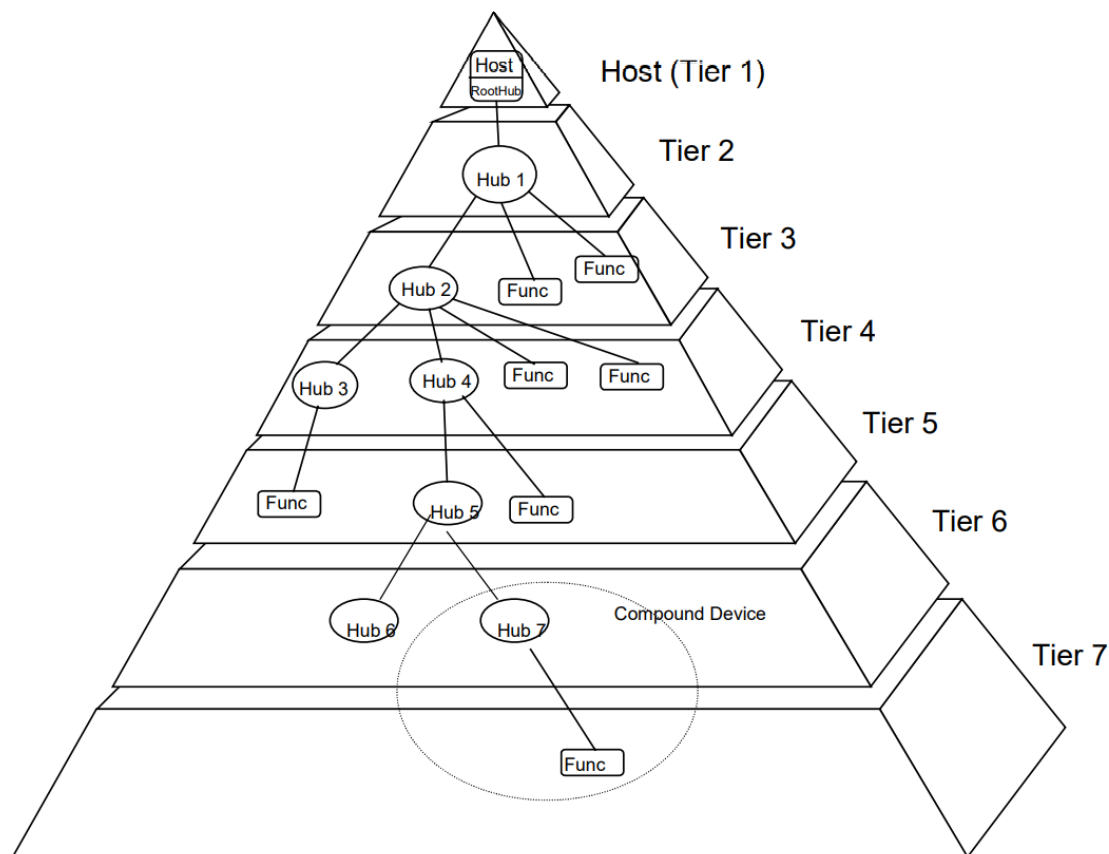 Host
RootHub
Host (Tier 1)
Hub 1
Tier 2
Hub 2
Func
Func
Tier 3
Hub 3
Hub 4
Func
Func
Tier 4
Func
Hub 5
Func
Tier 5
Hub 6
Hub 7
Compound Device
Tier 6
Func
Tier 7